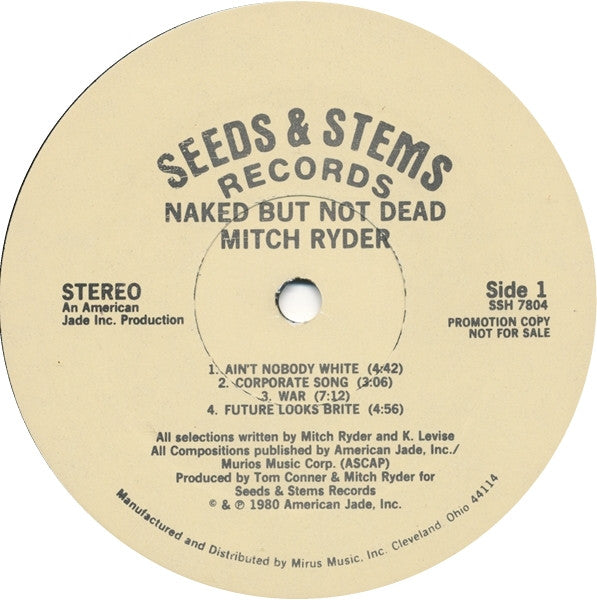 SEEDS & STEMS
RECORDS
NAKED BUT NOT DEAD
MITCH RYDER
STEREO
An American
Jade Inc. Production
Side 1
SSH 7804
PROMOTION COPY
NOT FOR SALE
1. AIN'T NOBODY WHITE (4:42)
2. CORPORATE SONG (3:06)
3. WAR (7:12)
4. FUTURE LOOKS BRITE (4:56)
All selections written by Mitch Ryder and K. Levise
All Compositions published by American Jade, Inc./
Murios Music Corp. (ASCAP)
Produced by Tom Conner & Mitch Ryder for
Seeds & Stems Records
© & ℗ 1980 American Jade, Inc.
Manufactured and Distributed by Mirus Music, Inc. Cleveland, Ohio 44114